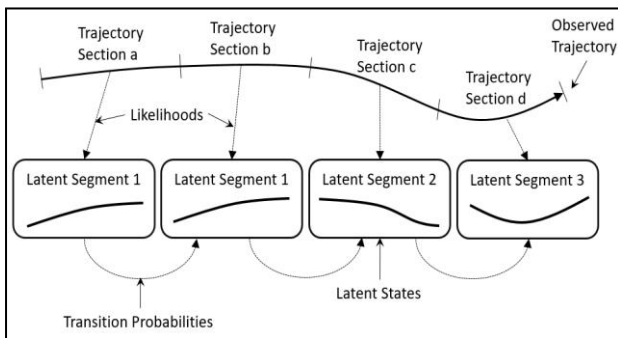 Trajectory
Section a
Trajectory
Section b
Trajectory
Section c
Trajectory
Section d
Observed
Trajectory
Likelihoods
Latent Segment 1
Latent Segment 1
Latent Segment 2
Latent Segment 3
Transition Probabilities
Latent States